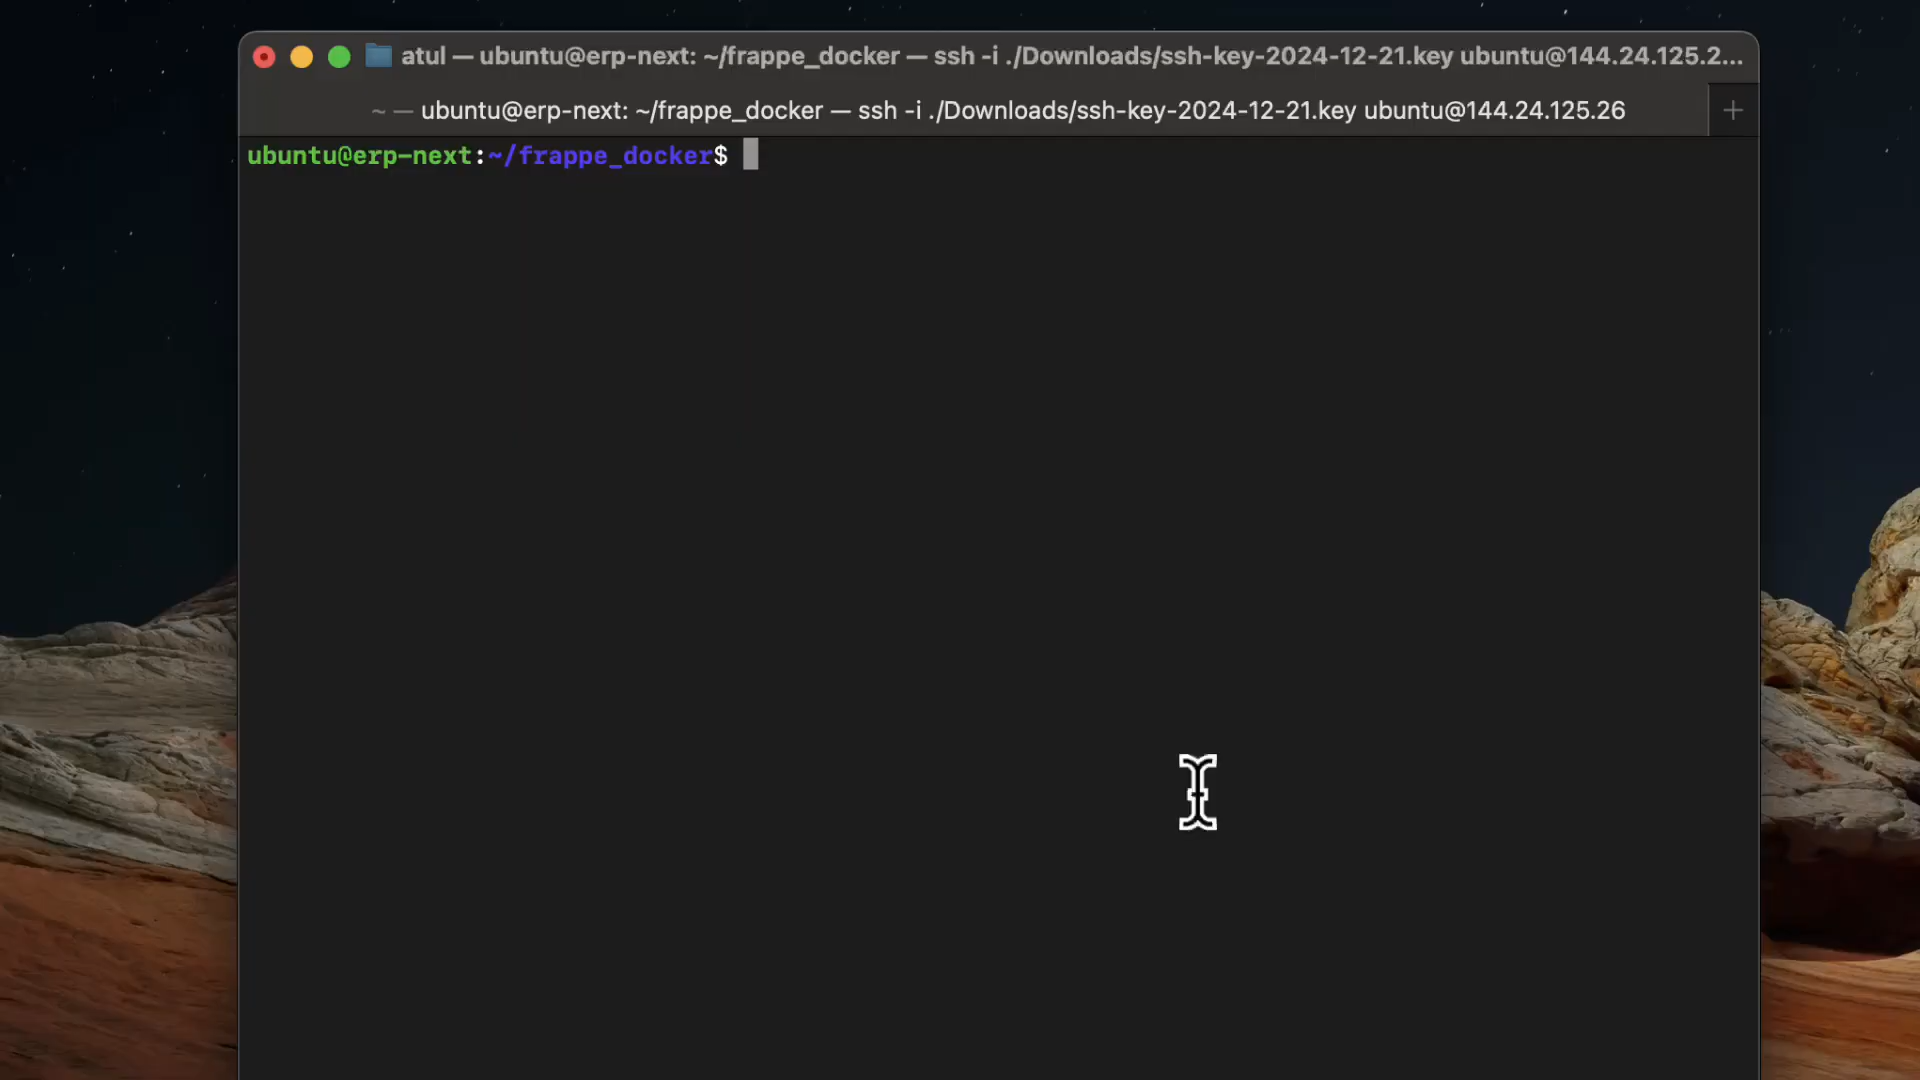 atul — ubuntu@erp-next: ~/frappe_docker — ssh -i ./Downloads/ssh-key-2024-12-21.key ubuntu@144.24.125.2...
~ — ubuntu@erp-next: ~/frappe_docker — ssh -i ./Downloads/ssh-key-2024-12-21.key ubuntu@144.24.125.26
ubuntu@erp-next:~/frappe_docker$